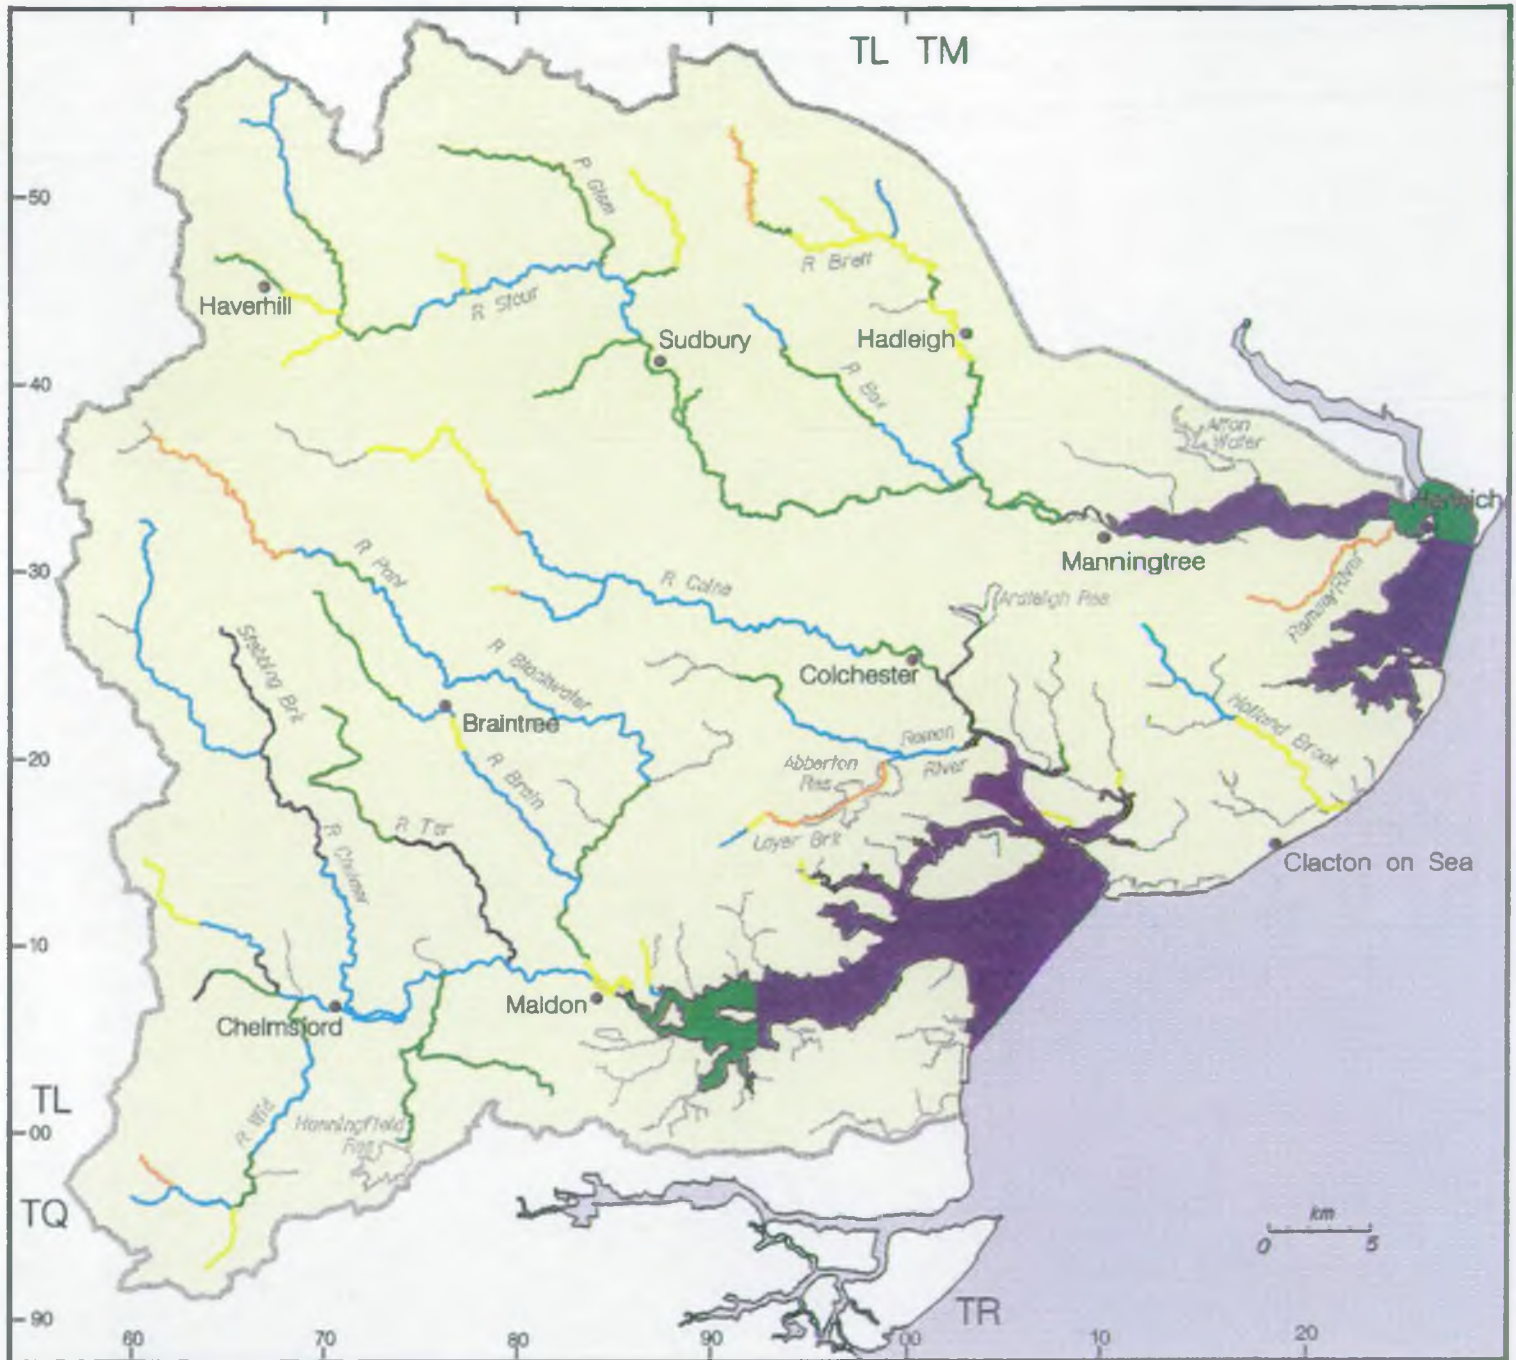 TL TM
50
R Glem
R Brett
Haverhill
R Stour
Sudbury
Hadleigh
R Box
40
Alton
Water
Harwich
Manningtree
30
R Pant
R Colne
Ardleigh Res
Ramsey River
Stebbing Brk
R Blackwater
Colchester
Holland Brook
Braintree
Roman
River
20
Abberton
Res
R Brain
R Ter
Layer Brk
R Chelmer
Clacton on Sea
10
Maldon
Chelmsford
TL
R Wid
Hanningfield
Res
00
TQ
km
0 5
TR
90
60 70 80 90 00 10 20